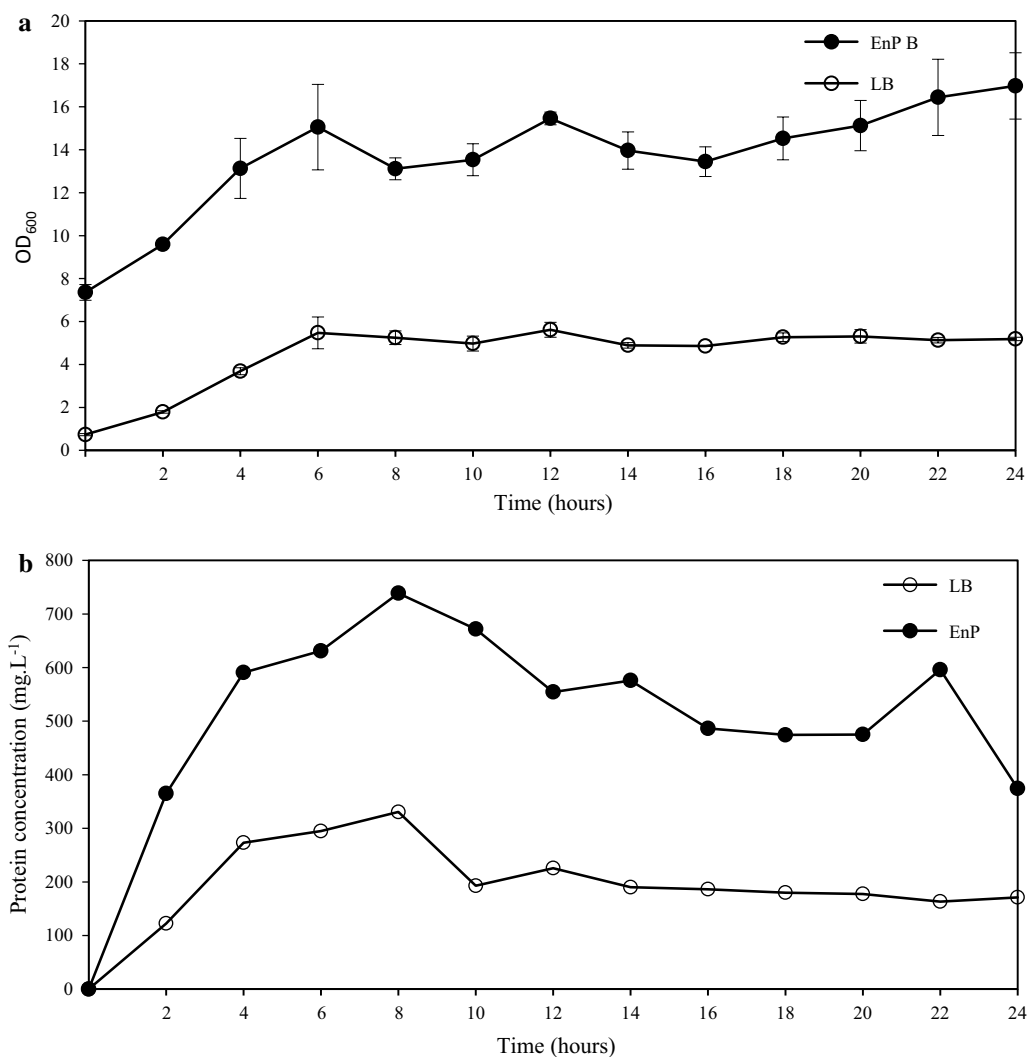 a
20
18
16
14
12
10
8
6
4
2
0
OD600
EnP B
LB
2 4 6 8 10 12 14 16 18 20 22 24
Time (hours)
b
800
700
600
500
400
300
200
100
0
Protein concentration (mg.L-1)
LB
EnP
2 4 6 8 10 12 14 16 18 20 22 24
Time (hours)